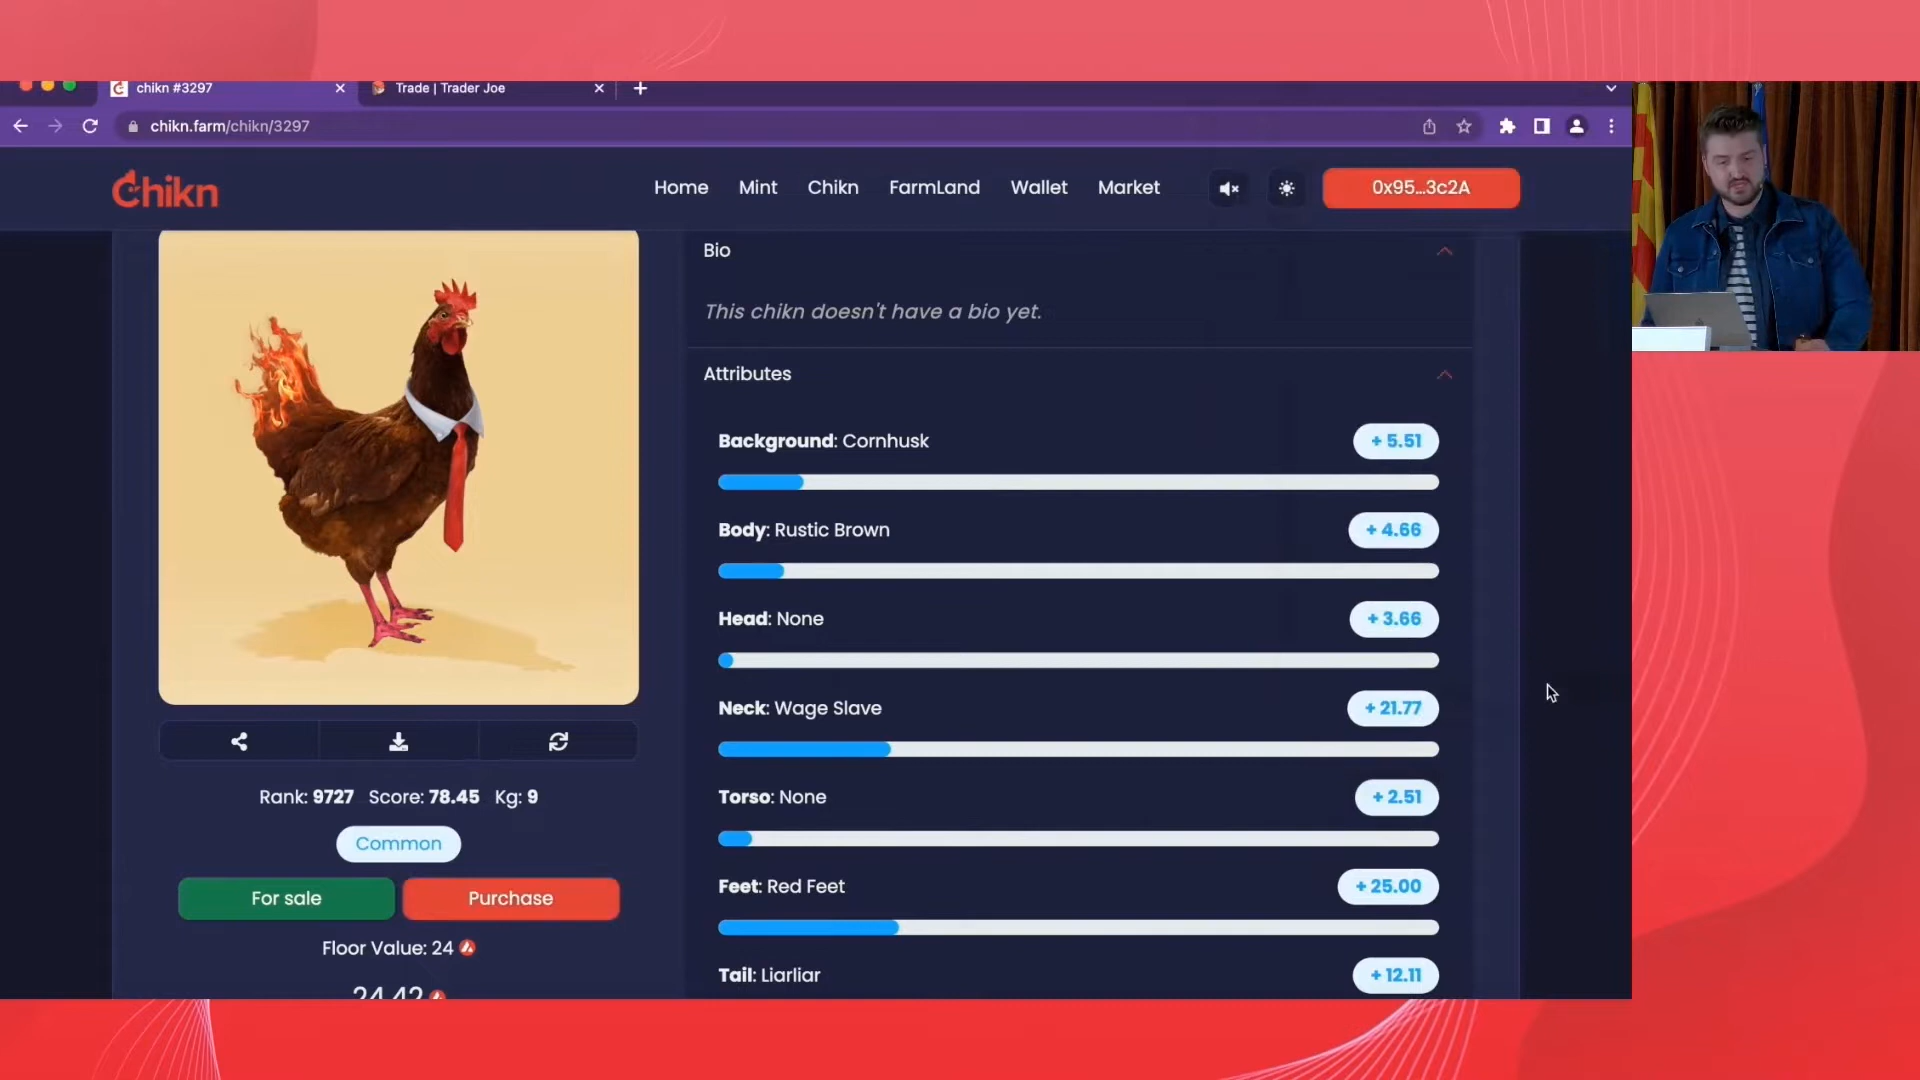 chikn #3297
Trade | Trader Joe
chikn.farm/chikn/3297
Chikn
Home Mint Chikn FarmLand Wallet Market 0x95...3c2A
Bio
This chikn doesn't have a bio yet.
Attributes
Background: Cornhusk + 5.51
Body: Rustic Brown + 4.66
Head: None + 3.66
Neck: Wage Slave + 21.77
Torso: None + 2.51
Feet: Red Feet + 25.00
Tail: Liarliar + 12.11
Rank: 9727 Score: 78.45 Kg: 9
Common
For sale Purchase
Floor Value: 24
24.42